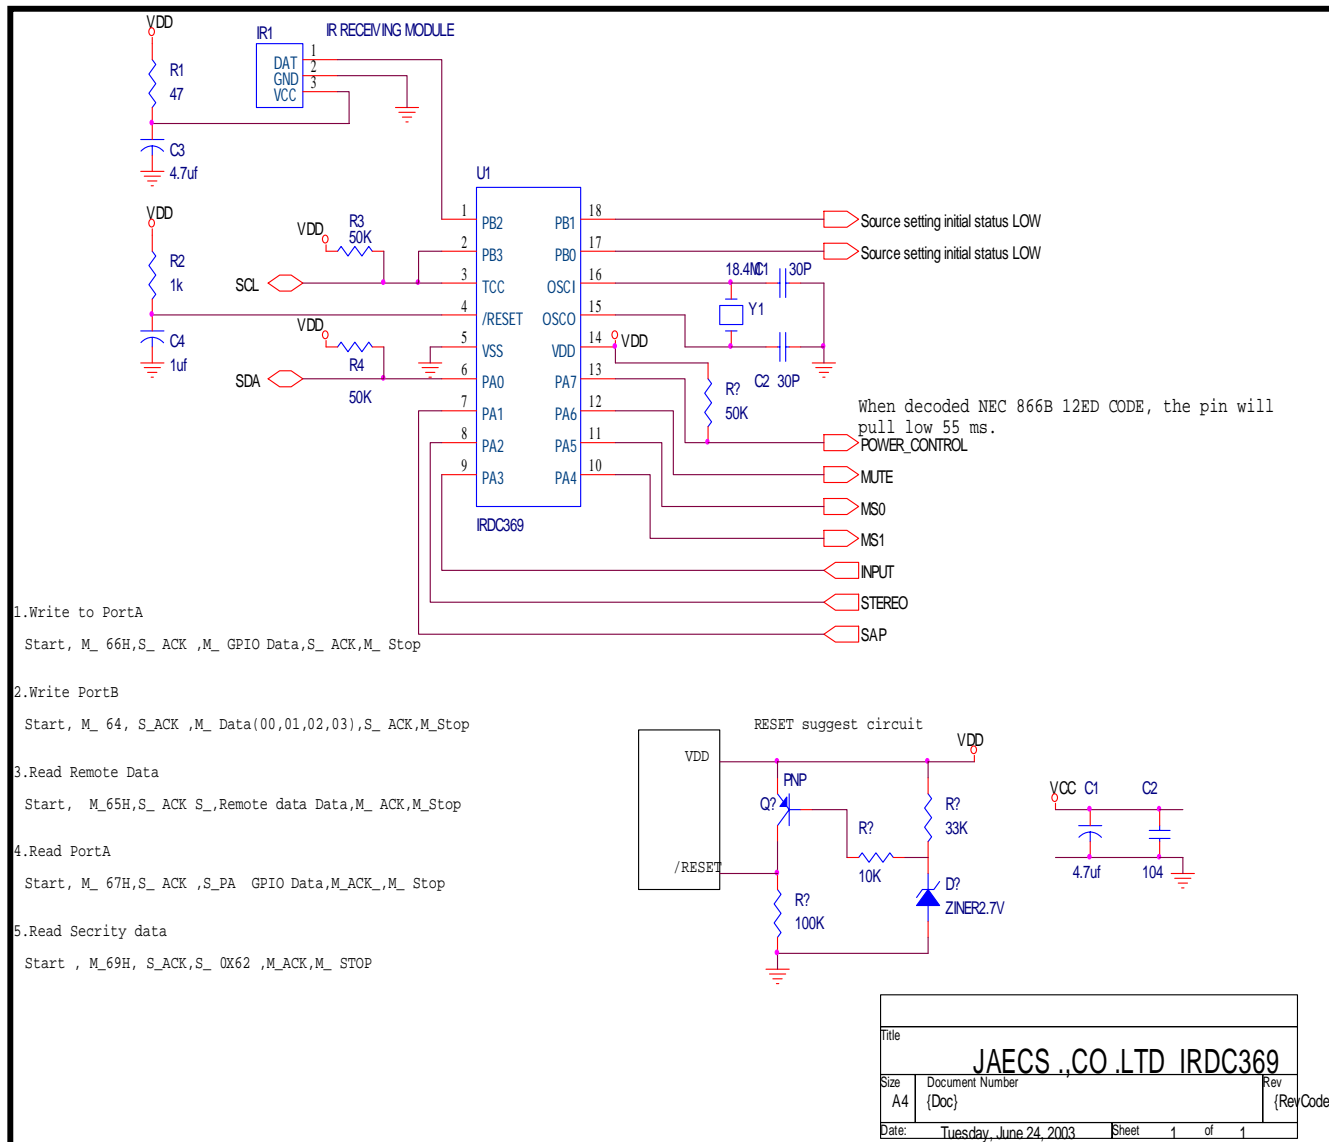 VDD
IR1
IR RECEIVING MODULE
R1
47
DAT 1
GND 2
VCC 3
C3
4.7uf
U1
VDD
R2
1k
C4
1uf
VDD
R3
50K
SCL
VDD
R4
50K
SDA
1 PB2
2 PB3
3 TCC
4 /RESET
5 VSS
6 PA0
7 PA1
8 PA2
9 PA3
PB1 18
PB0 17
OSCI 16
OSCO 15
VDD 14
PA7 13
PA6 12
PA5 11
PA4 10
IRDC369
Source setting initial status LOW
Source setting initial status LOW
18.4M
C1
30P
Y1
VDD
C2 30P
R?
50K
When decoded NEC 866B 12ED CODE, the pin will
pull low 55 ms.
POWER_CONTROL
MUTE
MS0
MS1
INPUT
STEREO
SAP
1.Write to PortA
Start, M_ 66H,S_ ACK ,M_ GPIO Data,S_ ACK,M_ Stop
2.Write PortB
Start, M_ 64, S_ACK ,M_ Data(00,01,02,03),S_ ACK,M_Stop
3.Read Remote Data
Start, M_65H,S_ ACK S_,Remote data Data,M_ ACK,M_Stop
4.Read PortA
Start, M_ 67H,S_ ACK ,S_PA GPIO Data,M_ACK_,M_ Stop
5.Read Secrity data
Start , M_69H, S_ACK,S_ 0X62 ,M_ACK,M_ STOP
RESET suggest circuit
VDD
/RESET
VDD
PNP
Q?
R?
33K
R?
10K
R?
100K
D?
ZINER2.7V
VCC C1 C2
4.7uf 104
Title
JAECS .,CO .LTD IRDC369
Size
A4
Document Number
{Doc}
Rev
{RevCode
Date:
Tuesday, June 24, 2003
Sheet 1 of 1